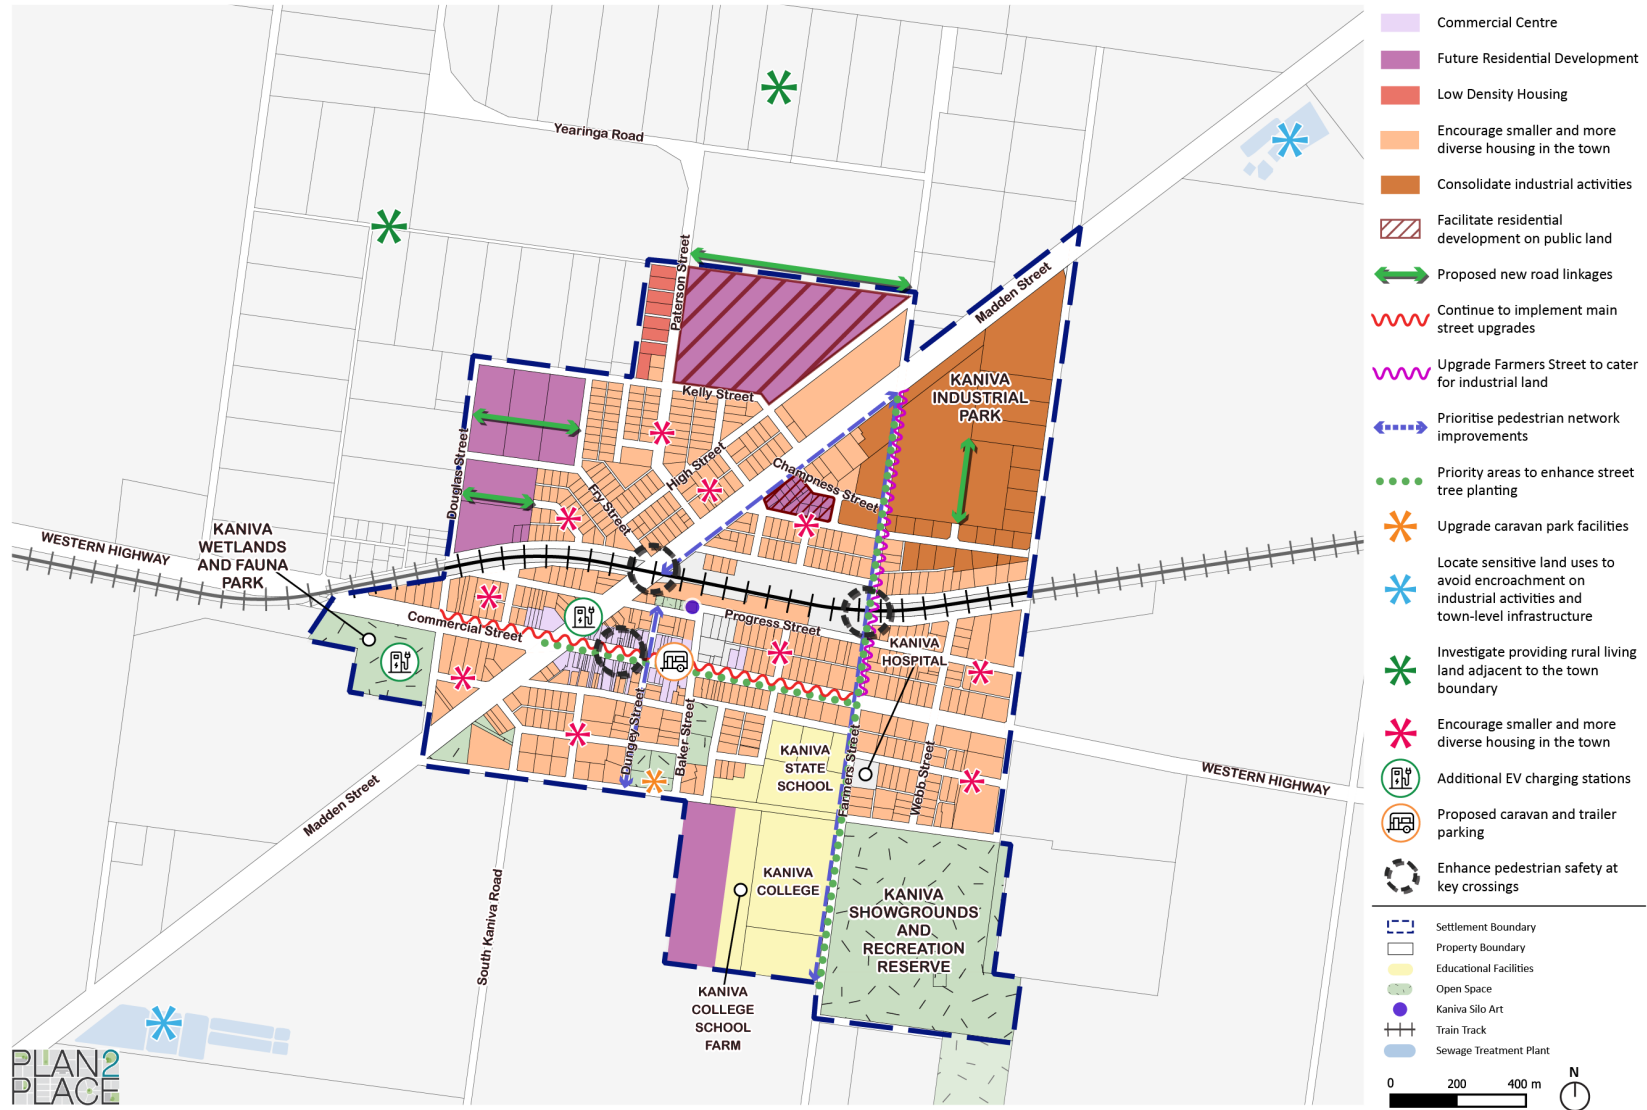 Yearinga Road
Paterson Street
Madden Street
KANIVA
INDUSTRIAL
PARK
Kelly Street
High Street
Champness Street
Fry Street
Douglas Street
WESTERN HIGHWAY
KANIVA
WETLANDS
AND FAUNA
PARK
Commercial Street
Progress Street
KANIVA
HOSPITAL
Dungey Street
Baker Street
Farmers Street
Webb Street
KANIVA
STATE
SCHOOL
WESTERN HIGHWAY
Madden Street
South Kaniva Road
KANIVA
COLLEGE
KANIVA
SHOWGROUNDS
AND
RECREATION
RESERVE
KANIVA
COLLEGE
SCHOOL
FARM
PLAN2
PLACE
Commercial Centre
Future Residential Development
Low Density Housing
Encourage smaller and more
diverse housing in the town
Consolidate industrial activities
Facilitate residential
development on public land
Proposed new road linkages
Continue to implement main
street upgrades
Upgrade Farmers Street to cater
for industrial land
Prioritise pedestrian network
improvements
Priority areas to enhance street
tree planting
Upgrade caravan park facilities
Locate sensitive land uses to
avoid encroachment on
industrial activities and
town-level infrastructure
Investigate providing rural living
land adjacent to the town
boundary
Encourage smaller and more
diverse housing in the town
Additional EV charging stations
Proposed caravan and trailer
parking
Enhance pedestrian safety at
key crossings
Settlement Boundary
Property Boundary
Educational Facilities
Open Space
Kaniva Silo Art
Train Track
Sewage Treatment Plant
0 200 400 m
N